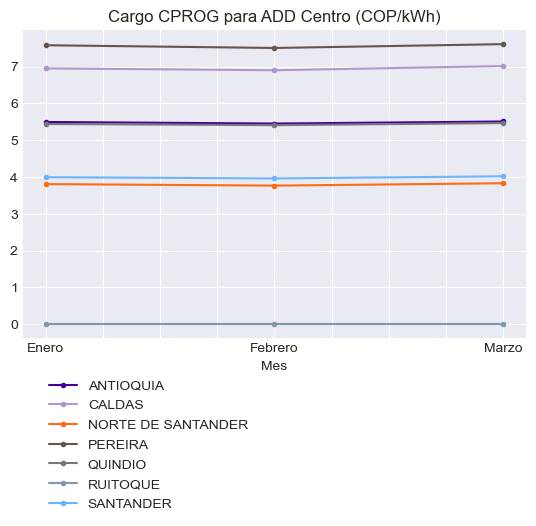 Cargo CPROG para ADD Centro (COP/kWh)
7
6
5
4
3
2
1
0
Enero Febrero Marzo
Mes
ANTIOQUIA
CALDAS
NORTE DE SANTANDER
PEREIRA
QUINDIO
RUITOQUE
SANTANDER